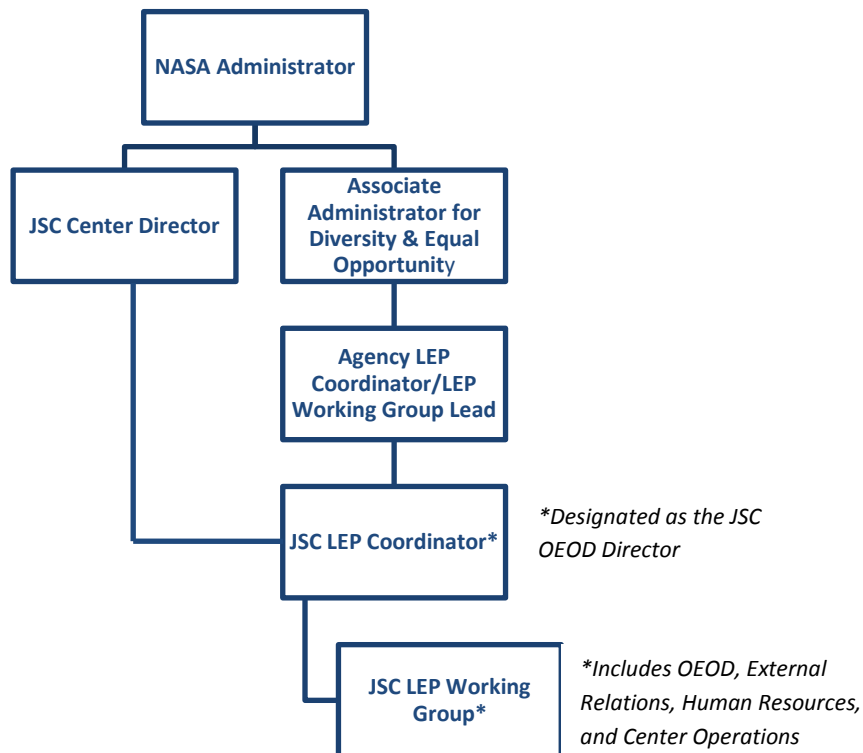 NASA Administrator
JSC Center Director
Associate
Administrator for
Diversity & Equal
Opportunity
Agency LEP
Coordinator/LEP
Working Group Lead
JSC LEP Coordinator*
*Designated as the JSC
OEOD Director
JSC LEP Working
Group*
*Includes OEOD, External
Relations, Human Resources,
and Center Operations